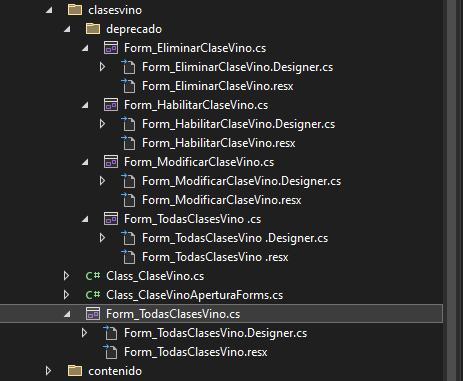 clasesvino
deprecado
Form_EliminarClaseVino.cs
Form_EliminarClaseVino.Designer.cs
Form_EliminarClaseVino.resx
Form_HabilitarClaseVino.cs
Form_HabilitarClaseVino.Designer.cs
Form_HabilitarClaseVino.resx
Form_ModificarClaseVino.cs
Form_ModificarClaseVino.Designer.cs
Form_ModificarClaseVino.resx
Form_TodasClasesVino .cs
Form_TodasClasesVino .Designer.cs
Form_TodasClasesVino .resx
C# Class_ClaseVino.cs
C# Class_ClaseVinoAperturaForms.cs
Form_TodasClasesVino.cs
Form_TodasClasesVino.Designer.cs
Form_TodasClasesVino.resx
contenido